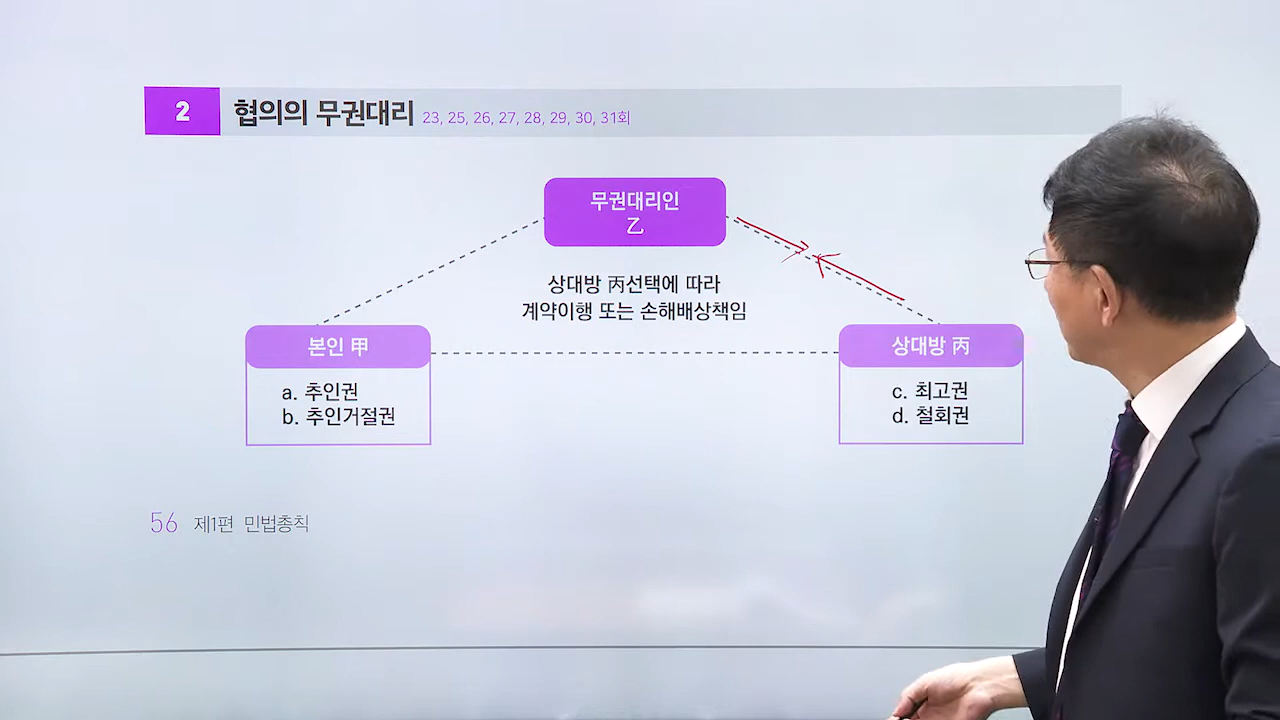 2 협의의 무권대리 23, 25, 26, 27, 28, 29, 30, 31회
무권대리인
乙
상대방 丙선택에 따라
계약이행 또는 손해배상책임
본인 甲
a. 추인권
b. 추인거절권
상대방 丙
c. 최고권
d. 철회권
56 제1편 민법총칙